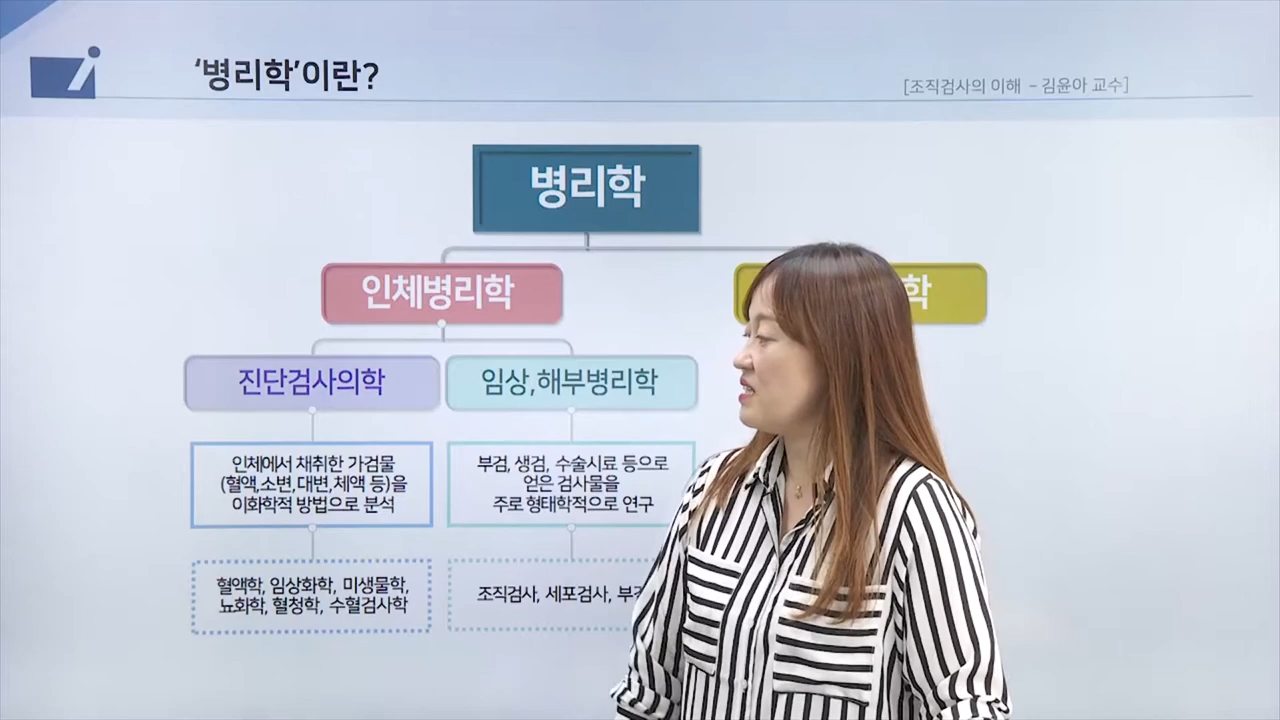 ‘병리학’이란?
[조직검사의 이해 - 김윤아 교수]
병리학
인체병리학
학
진단검사의학
임상,해부병리학
인체에서 채취한 가검물
(혈액,소변,대변,체액 등)을
이화학적 방법으로 분석
부검, 생검, 수술시료 등으로
얻은 검사물을
주로 형태학적으로 연구
혈액학, 임상화학, 미생물학,
뇨화학, 혈청학, 수혈검사학
조직검사, 세포검사,